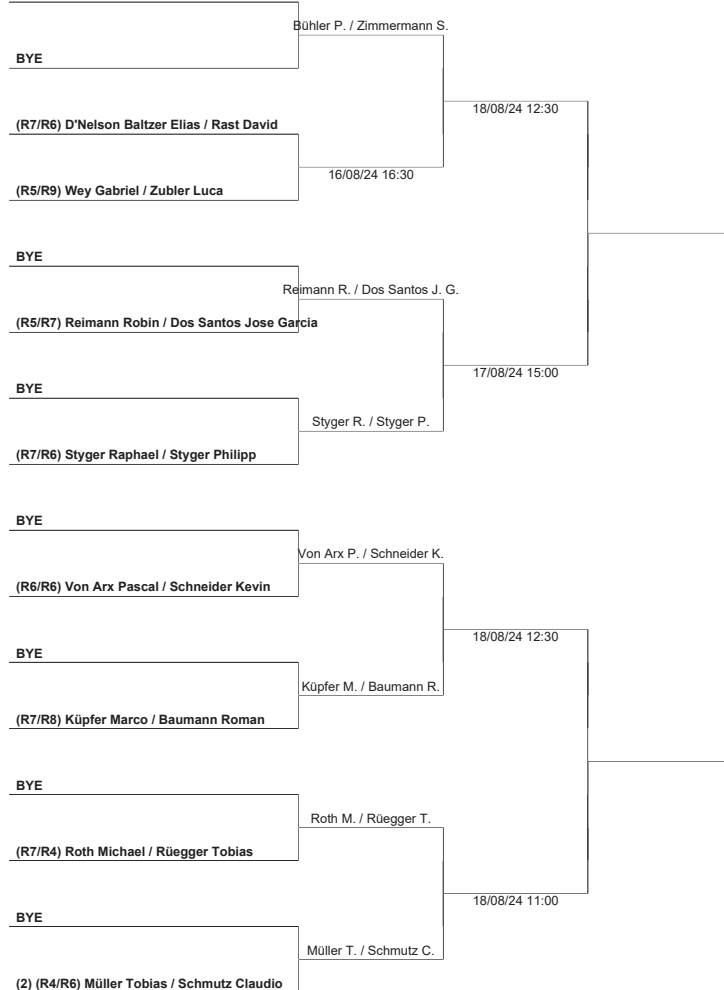 Bühler P. / Zimmermann S.
BYE
18/08/24 12:30
(R7/R6) D'Nelson Baltzer Elias / Rast David
16/08/24 16:30
(R5/R9) Wey Gabriel / Zubler Luca
BYE
Reimann R. / Dos Santos J. G.
(R5/R7) Reimann Robin / Dos Santos Jose Garcia
17/08/24 15:00
BYE
Styger R. / Styger P.
(R7/R6) Styger Raphael / Styger Philipp
BYE
Von Arx P. / Schneider K.
(R6/R6) Von Arx Pascal / Schneider Kevin
18/08/24 12:30
BYE
Küpfer M. / Baumann R.
(R7/R8) Küpfer Marco / Baumann Roman
BYE
Roth M. / Rüegger T.
(R7/R4) Roth Michael / Rüegger Tobias
18/08/24 11:00
BYE
Müller T. / Schmutz C.
(2) (R4/R6) Müller Tobias / Schmutz Claudio